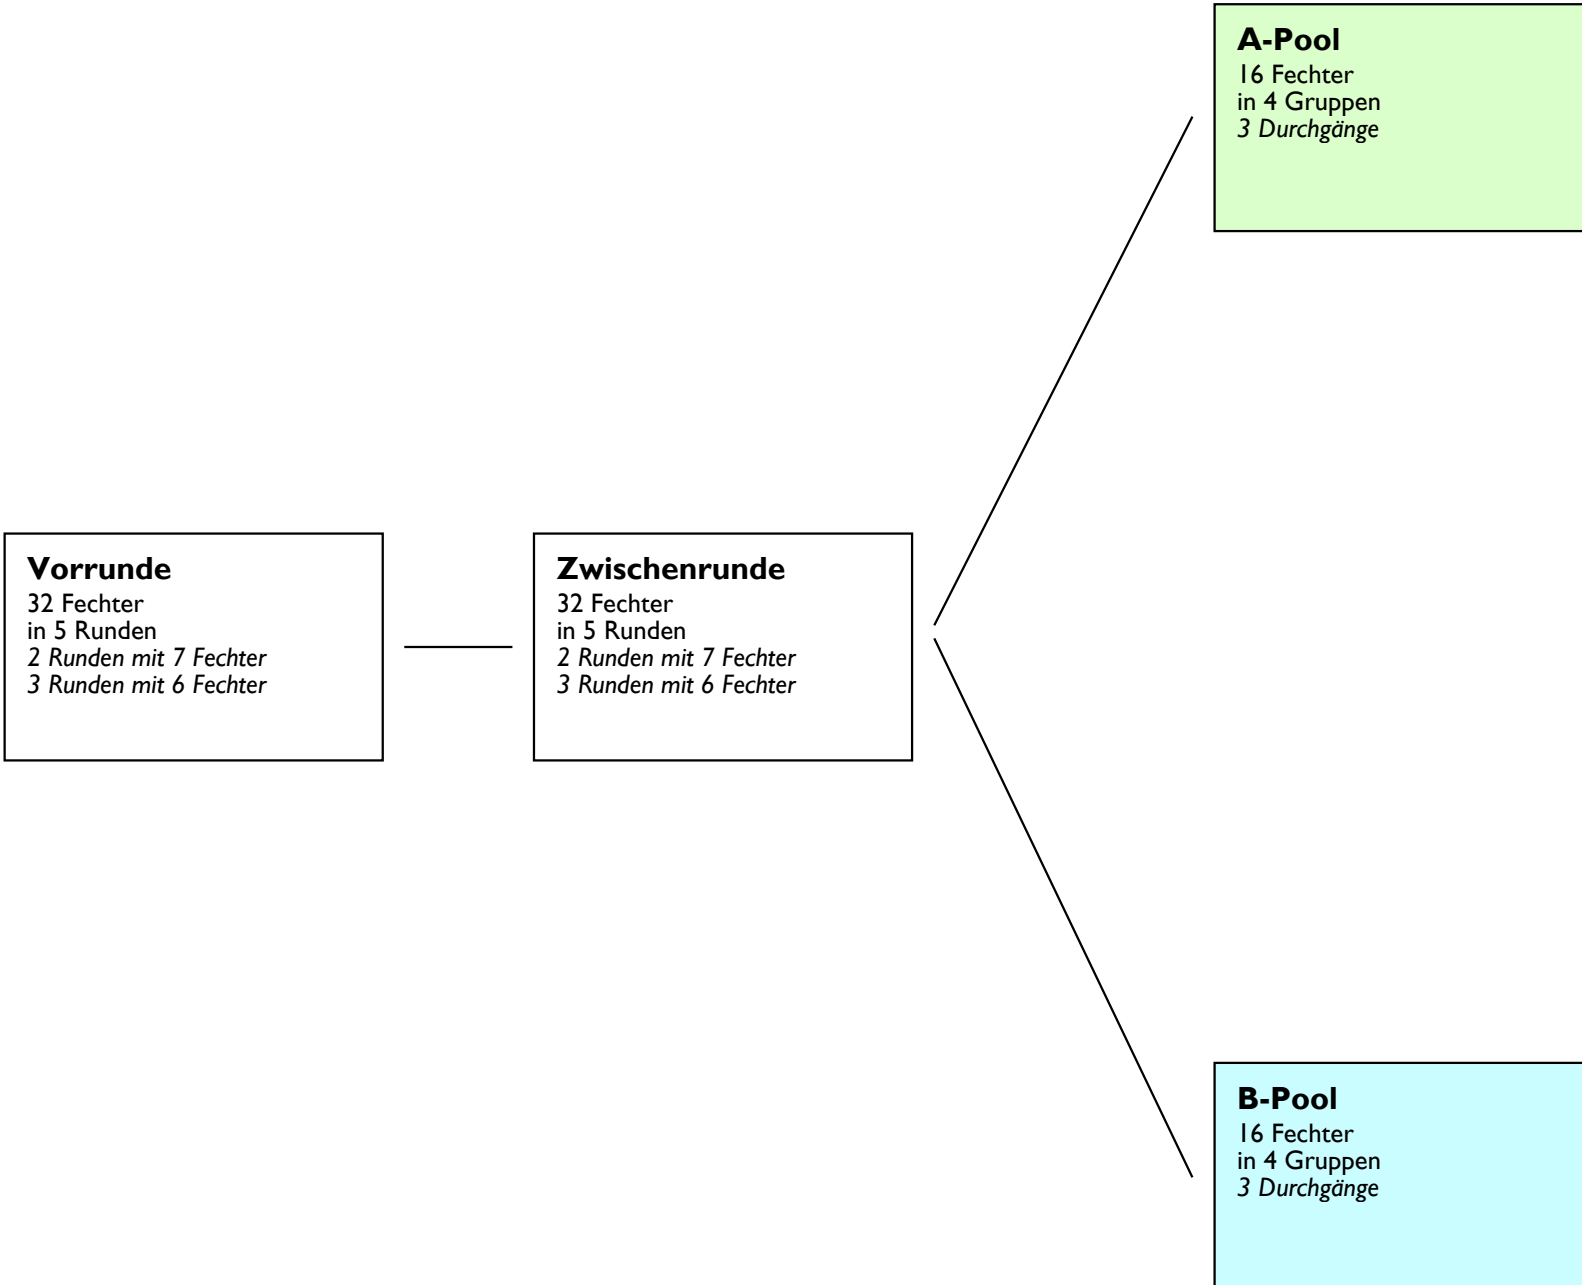 A-Pool
16 Fechter
in 4 Gruppen
3 Durchgänge
Vorrunde
32 Fechter
in 5 Runden
2 Runden mit 7 Fechter
3 Runden mit 6 Fechter
Zwischenrunde
32 Fechter
in 5 Runden
2 Runden mit 7 Fechter
3 Runden mit 6 Fechter
B-Pool
16 Fechter
in 4 Gruppen
3 Durchgänge